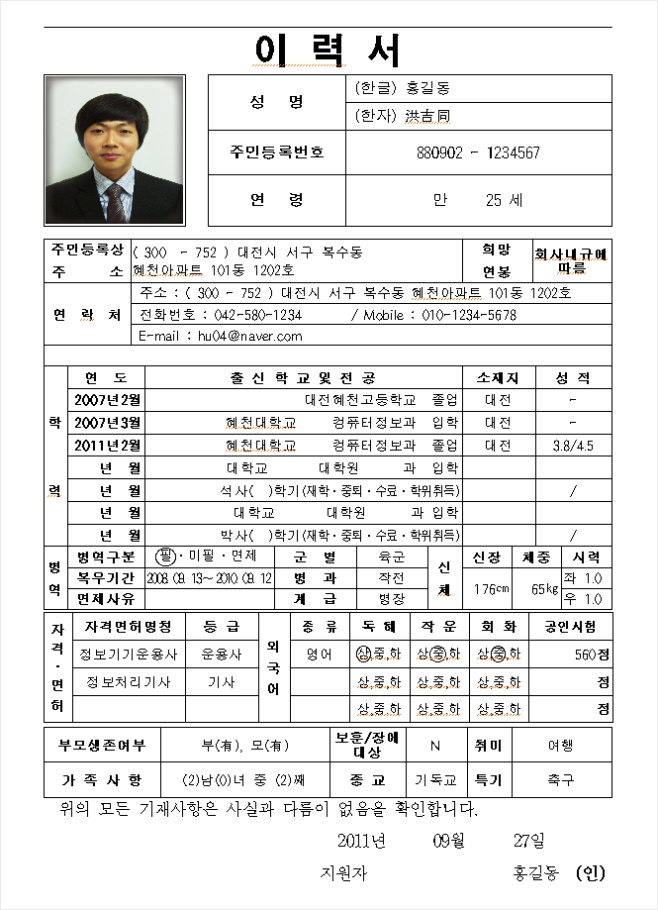 이 력 서
성 명
(한글) 홍길동
(한자) 洪吉同
주민등록번호 880902 - 1234567
연 령 만 25 세
주민등록상 주 소
( 300 - 752 ) 대전시 서구 복수동
혜천아파트 101동 1202호
희망 연봉
회사내규에 따름
연 락 처
주소 : ( 300 - 752 ) 대전시 서구 복수동 혜천아파트 101동 1202호
전화번호 : 042-580-1234 / Mobile : 010-1234-5678
E-mail : hu04@naver.com
학 력
연 도 출 신 학 교 및 전 공 소재지 성 적
2007년2월 대전혜천고등학교 졸업 대전 -
2007년3월 혜천대학교 컴퓨터정보과 입학 대전 -
2011년2월 혜천대학교 컴퓨터정보과 졸업 대전 3.8/4.5
년 월 대학교 대학원 과 입학
년 월 석사( )학기(재학·중퇴·수료·학위취득) /
년 월 대학교 대학원 과 입학
년 월 박사( )학기(재학·중퇴·수료·학위취득) /
병 역
병역구분 필·미필·면제 군 별 육군
복무기간 2008. 09. 13~ 2010. 09. 12 병 과 작전
면제사유 계 급 병장
신 체
신장 체중 시력
176cm 65kg 좌 1.0
우 1.0
자 격 · 면 허
자격면허명칭 등 급
정보기기운용사 운용사
정보처리기사 기사
외 국 어
종 류 독 해 작 문 회 화 공인시험
영어 상,중,하 상,중,하 상,중,하 560점
상,중,하 상,중,하 상,중,하 점
상,중,하 상,중,하 상,중,하 점
부모생존여부 부(有), 모(有) 보훈/장애 대상 N 취미 여행
가 족 사 항 (2)남(0)녀 중 (2)째 종 교 기독교 특기 축구
위의 모든 기재사항은 사실과 다름이 없음을 확인합니다.
2011년 09월 27일
지원자 홍길동 (인)